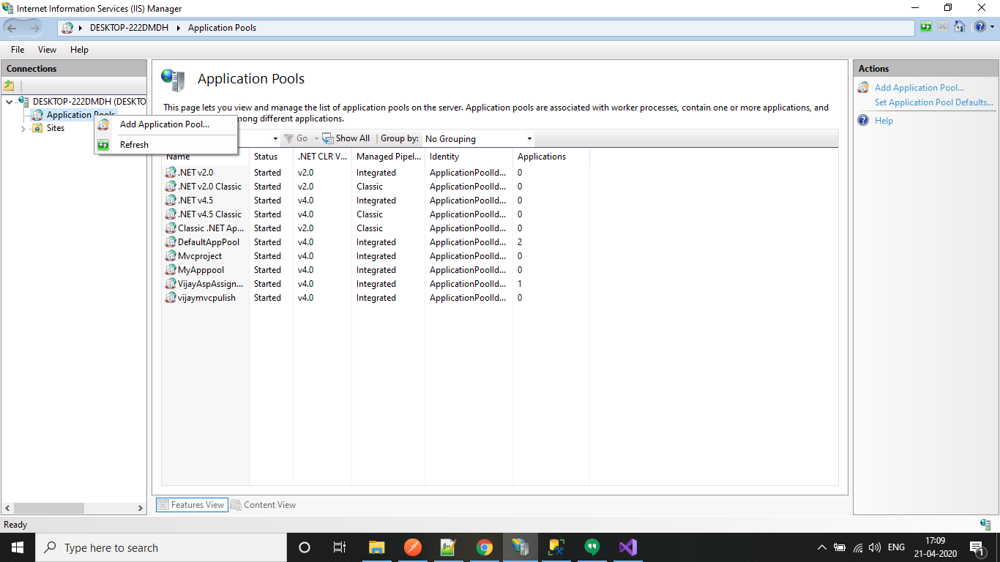 Internet Information Services (IIS) Manager
DESKTOP-222DMDH
Application Pools
File View Help
Connections
DESKTOP-222DMDH (DESKTO
Application Pools
Sites
Add Application Pool...
Refresh
Application Pools
This page lets you view and manage the list of application pools on the server. Application pools are associated with worker processes, contain one or more applications, and
mong different applications.
Go Show All Group by: No Grouping
Name Status .NET CLR V... Managed Pipel... Identity Applications
.NET v2.0 Started v2.0 Integrated ApplicationPoolId... 0
.NET v2.0 Classic Started v2.0 Classic ApplicationPoolId... 0
.NET v4.5 Started v4.0 Integrated ApplicationPoolId... 0
.NET v4.5 Classic Started v4.0 Classic ApplicationPoolId... 0
Classic .NET Ap... Started v2.0 Classic ApplicationPoolId... 0
DefaultAppPool Started v4.0 Integrated ApplicationPoolId... 2
Mvcproject Started v4.0 Integrated ApplicationPoolId... 0
MyApppool Started v4.0 Integrated ApplicationPoolId... 0
VijayAspAssign... Started v4.0 Integrated ApplicationPoolId... 1
vijaymvcpulish Started v4.0 Integrated ApplicationPoolId... 0
Features View Content View
Actions
Add Application Pool...
Set Application Pool Defaults...
Help
Ready
Type here to search
ENG
17:09
21-04-2020
1